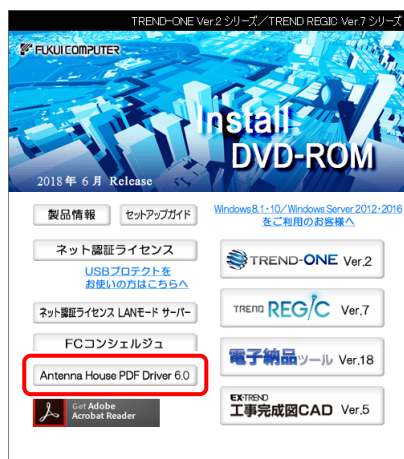 TREND-ONE Ver.2 シリーズ／TREND REGIC Ver.7 シリーズ
FUKUI COMPUTER
Install
DVD-ROM
2018年 6月 Release
製品情報
セットアップガイド
Windows8.1・10／Windows Server 2012・2016
をご利用のお客様へ
ネット認証ライセンス
USBプロテクトを
お使いの方はこちらへ
TREND-ONE Ver.2
ネット認証ライセンス LANモード サーバー
TREND REGIC Ver.7
FCコンシェルジュ
電子納品ツール Ver.18
Antenna House PDF Driver 6.0
EX-TREND
工事完成図CAD Ver.5
Get Adobe
Acrobat Reader